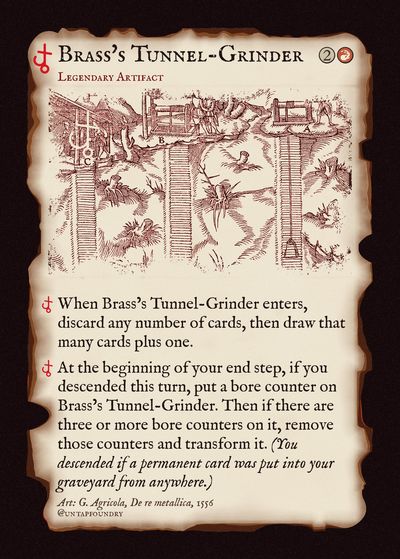 Brass's Tunnel-Grinder 2
Legendary Artifact
C
B
A
When Brass's Tunnel-Grinder enters,
discard any number of cards, then draw that
many cards plus one.
At the beginning of your end step, if you
descended this turn, put a bore counter on
Brass's Tunnel-Grinder. Then if there are
three or more bore counters on it, remove
those counters and transform it. (You
descended if a permanent card was put into your
graveyard from anywhere.)
Art: G. Agricola, De re metallica, 1556
@untapfoundry